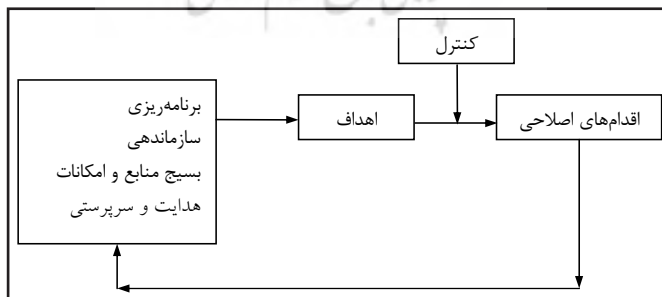 کنترل
برنامه‌ریزی
سازماندهی
بسیج منابع و امکانات
هدایت و سرپرستی
اهداف
اقدام‌های اصلاحی